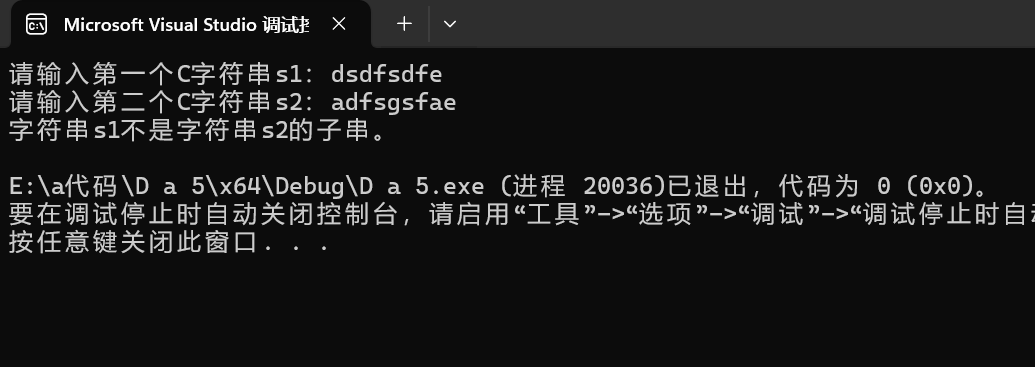 Microsoft Visual Studio 调试
请输入第一个C字符串s1：dsdfsdfe
请输入第二个C字符串s2：adfsgsfae
字符串s1不是字符串s2的子串。
E:\a代码\D a 5\x64\Debug\D a 5.exe (进程 20036)已退出，代码为 0 (0x0)。
要在调试停止时自动关闭控制台，请启用“工具”->“选项”->“调试”->“调试停止时自
按任意键关闭此窗口. . .